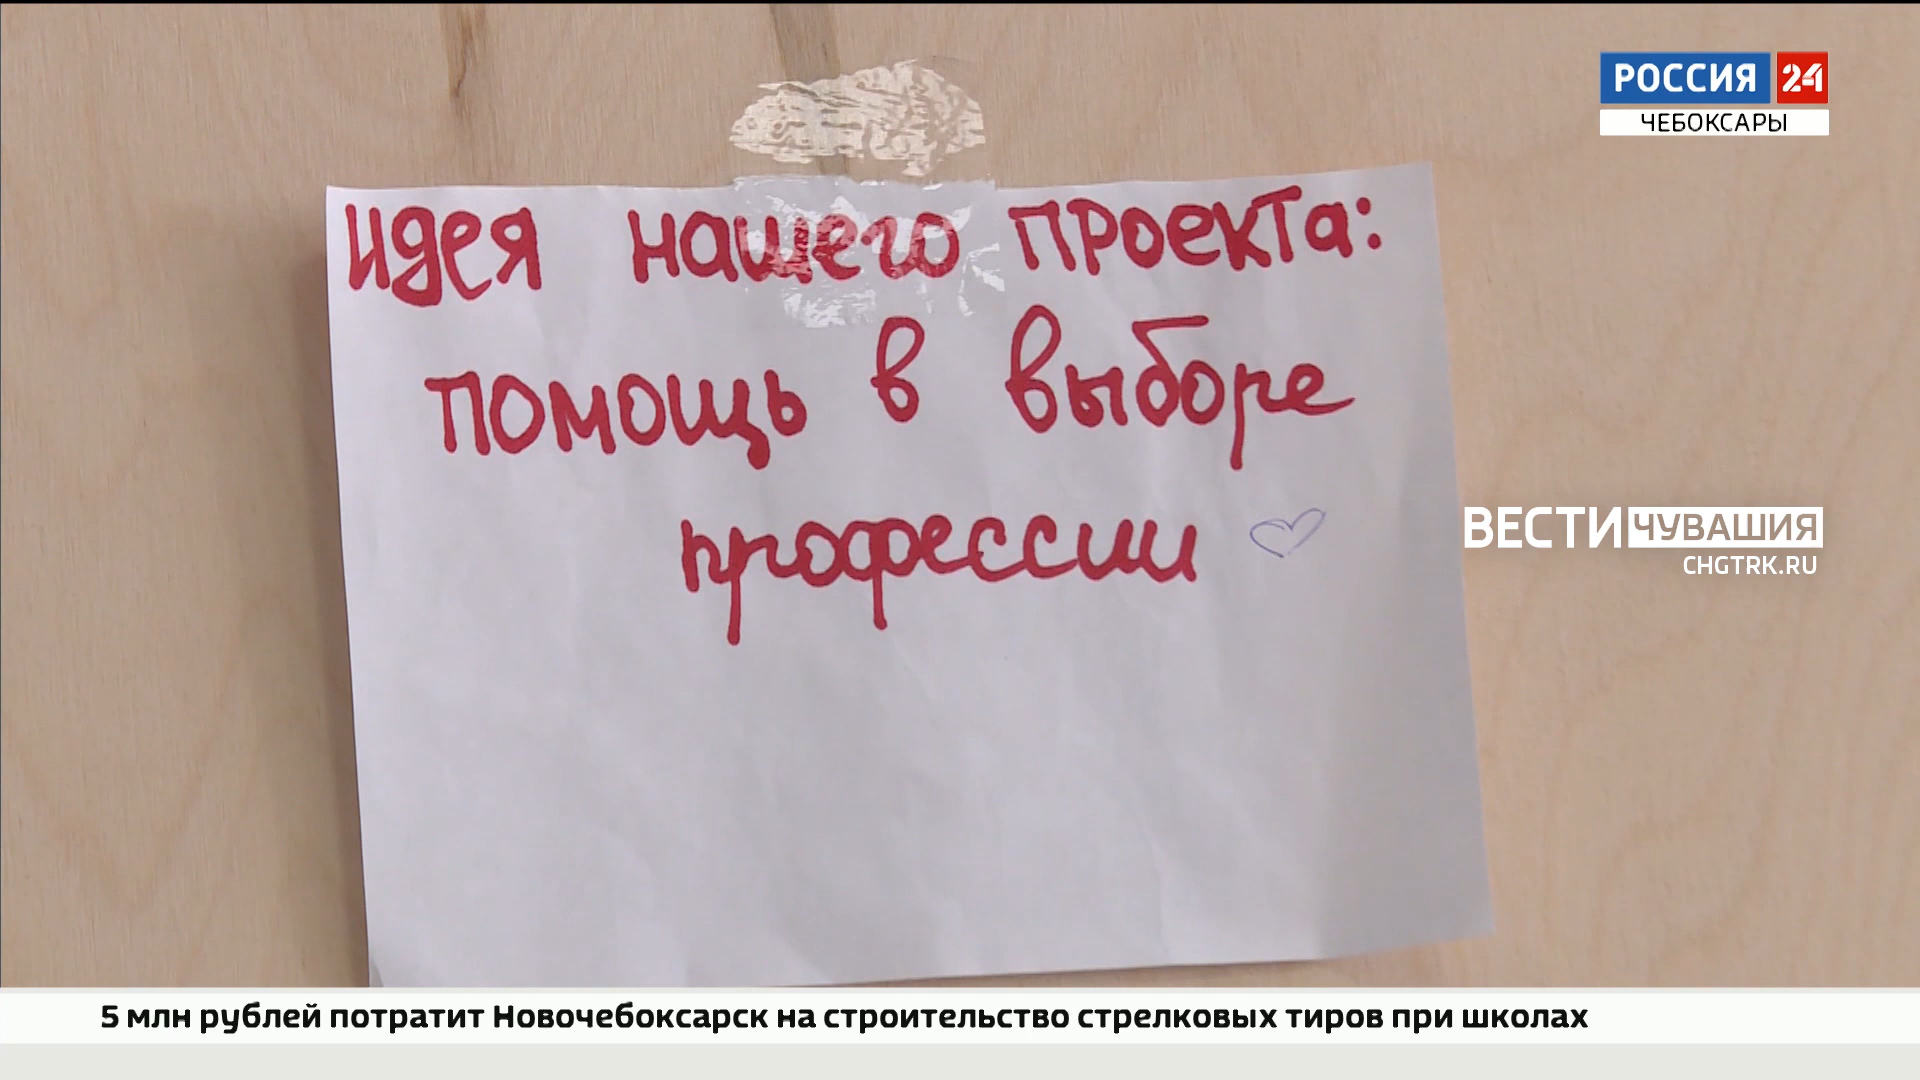 РОССИЯ 24
ЧЕБОКСАРЫ
идея нашего проекта:
помощь в выборе
профессии
ВЕСТИ ЧУВАШИЯ
CHGTRK.RU
5 млн рублей потратит Новочебоксарск на строительство стрелковых тиров при школах